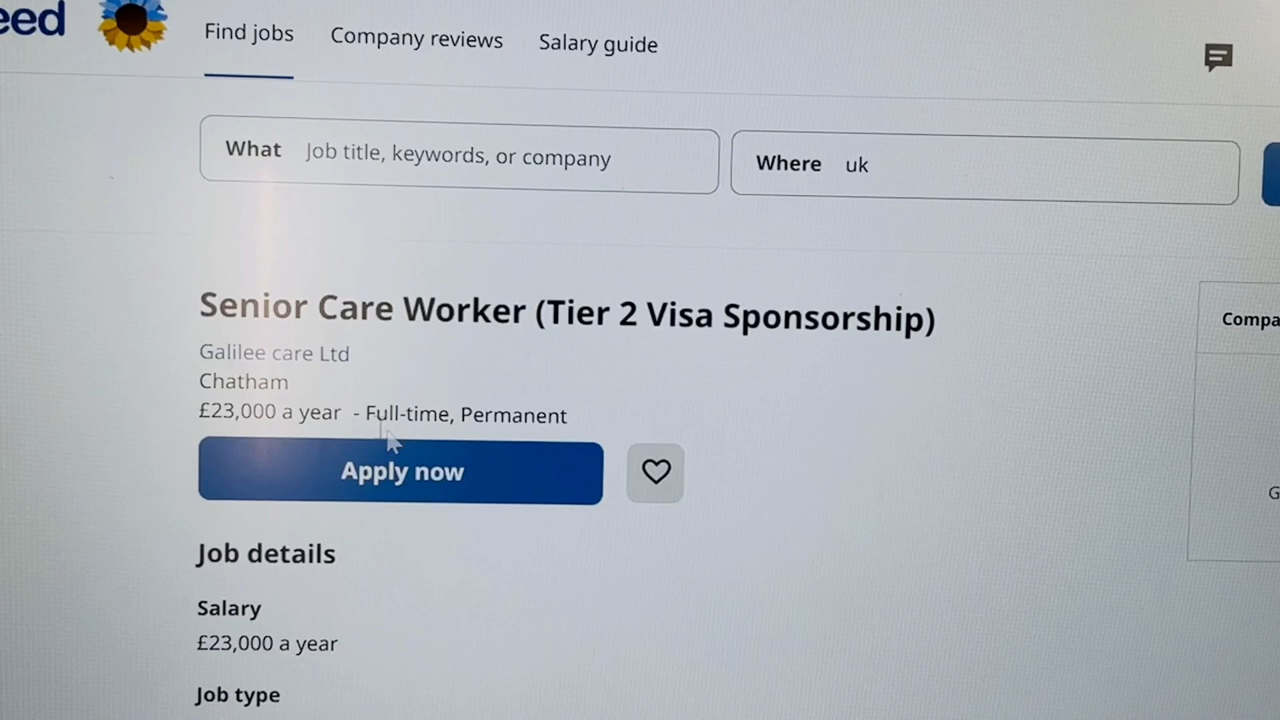 eed
Find jobs Company reviews Salary guide
What Job title, keywords, or company Where uk
Senior Care Worker (Tier 2 Visa Sponsorship)
Compa
Galilee care Ltd
Chatham
£23,000 a year - Full-time, Permanent
Apply now
G
Job details
Salary
£23,000 a year
Job type